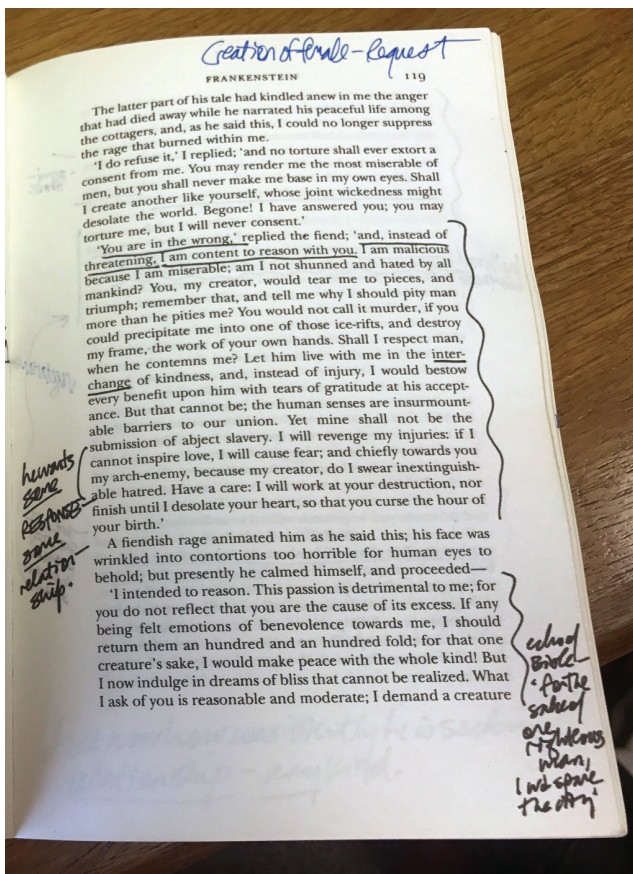 Creation of female - Request
FRANKENSTEIN 119
The latter part of his tale had kindled anew in me the anger
that had died away while he narrated his peaceful life among
the cottagers, and, as he said this, I could no longer suppress
the rage that burned within me.
'I do refuse it,' I replied; 'and no torture shall ever extort a
consent from me. You may render me the most miserable of
men, but you shall never make me base in my own eyes. Shall
I create another like yourself, whose joint wickedness might
desolate the world. Begone! I have answered you; you may
torture me, but I will never consent.'
'You are in the wrong,' replied the fiend; 'and, instead of
threatening, I am content to reason with you. I am malicious
because I am miserable; am I not shunned and hated by all
mankind? You, my creator, would tear me to pieces, and
triumph; remember that, and tell me why I should pity man
more than he pities me? You would not call it murder, if you
could precipitate me into one of those ice-rifts, and destroy
my frame, the work of your own hands. Shall I respect man,
when he contemns me? Let him live with me in the inter-
change of kindness, and, instead of injury, I would bestow
every benefit upon him with tears of gratitude at his accept-
ance. But that cannot be; the human senses are insurmount-
able barriers to our union. Yet mine shall not be the
submission of abject slavery. I will revenge my injuries: if I
cannot inspire love, I will cause fear; and chiefly towards you
my arch-enemy, because my creator, do I swear inextinguish-
able hatred. Have a care: I will work at your destruction, nor
finish until I desolate your heart, so that you curse the hour of
your birth.'
he wants
some
RESPONSE
some
relation-
ship.
A fiendish rage animated him as he said this; his face was
wrinkled into contortions too horrible for human eyes to
behold; but presently he calmed himself, and proceeded—
'I intended to reason. This passion is detrimental to me; for
you do not reflect that you are the cause of its excess. If any
being felt emotions of benevolence towards me, I should
return them an hundred and an hundred fold; for that one
creature's sake, I would make peace with the whole kind! But
I now indulge in dreams of bliss that cannot be realized. What
I ask of you is reasonable and moderate; I demand a creature
echo of
Bible -
'for the
sake of
one
righteous
man,
I wd spare
the city'